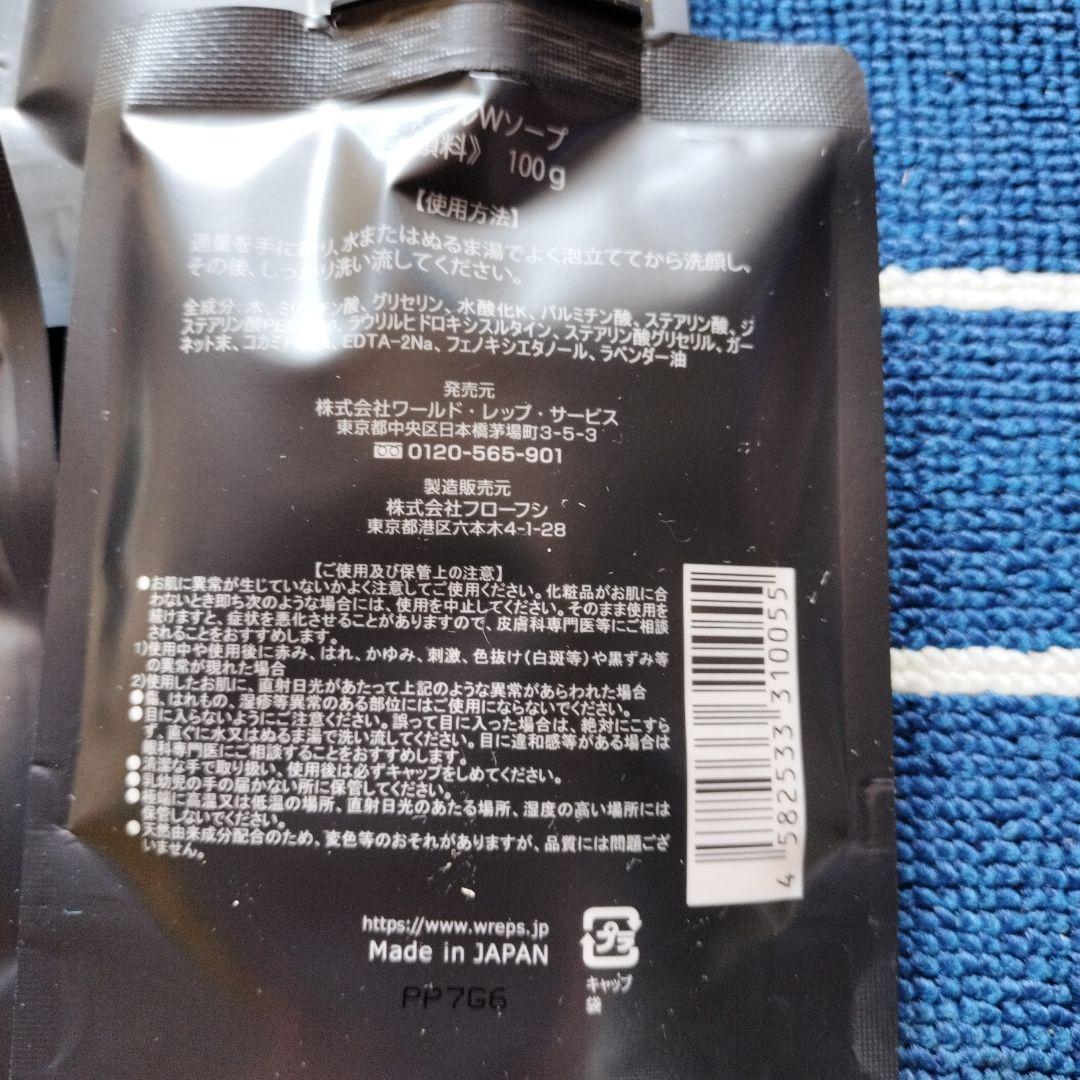 Wソープ
料》 100g
【使用方法】
適量を手に取り、水またはぬるま湯でよく泡立ててから洗顔し、
その後、しっかり洗い流してください。
全成分:水、ミリスチン酸、グリセリン、水酸化K、パルミチン酸、ステアリン酸、ジ
ステアリン酸 ラウリルヒドロキシスルタイン、ステアリン酸グリセリル、ガー
ネット末、 EDTA-2Na、フェノキシエタノール、ラベンダー油
発売元
株式会社ワールド・レップ・サービス
東京都中央区日本橋茅場町3-5-3
0120-565-901
製造販売元
株式会社フローフシ
東京都港区六本木4-1-28
【ご使用及び保管上の注意】
●お肌に異常が生じていないかよく注意してご使用ください。化粧品がお肌に合
わないとき即ち次のような場合には、使用を中止してください。そのまま使用を
続けますと、症状を悪化させることがありますので、皮膚科専門医等にご相談
されることをおすすめします。
1)使用中や使用後に赤み、はれ、かゆみ、刺激、色抜け(白斑等)や黒ずみ等
の異常が現れた場合
2)使用したお肌に、直射日光があたって上記のような異常があらわれた場合
●傷、はれもの、湿疹等異常のある部位にはご使用にならないでください。
●目に入らないようにご注意ください。誤って目に入った場合は、絶対にこすら
ず、直ぐに水又はぬるま湯で洗い流してください。目に違和感等がある場合は
眼科専門医にご相談することをおすすめします。
●清潔な手で取り扱い、使用後は必ずキャップをしめてください。
●乳幼児の手の届かない所に保管してください。
●極端に高温又は低温の場所、直射日光のあたる場所、湿度の高い場所には
保管しないでください。
●天然由来成分配合のため、変色等のおそれがありますが、品質には問題ござ
いません。
4 582533 310055
https://www.wreps.jp
Made in JAPAN
プラ
キャップ
袋
PP7G6